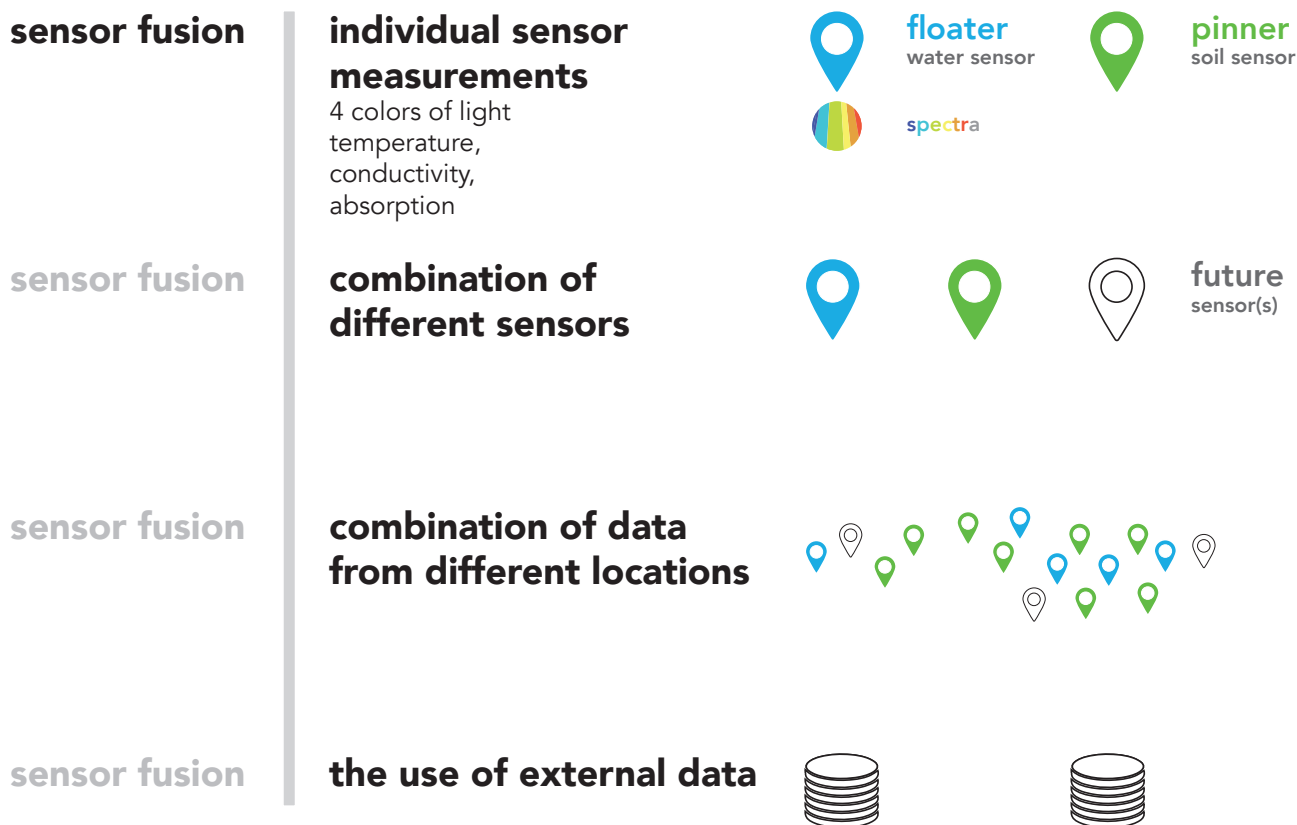 sensor fusion
individual sensor
measurements
4 colors of light
temperature,
conductivity,
absorption
floater
water sensor
pinner
soil sensor
spectra
sensor fusion
combination of
different sensors
future
sensor(s)
sensor fusion
combination of data
from different locations
sensor fusion
the use of external data